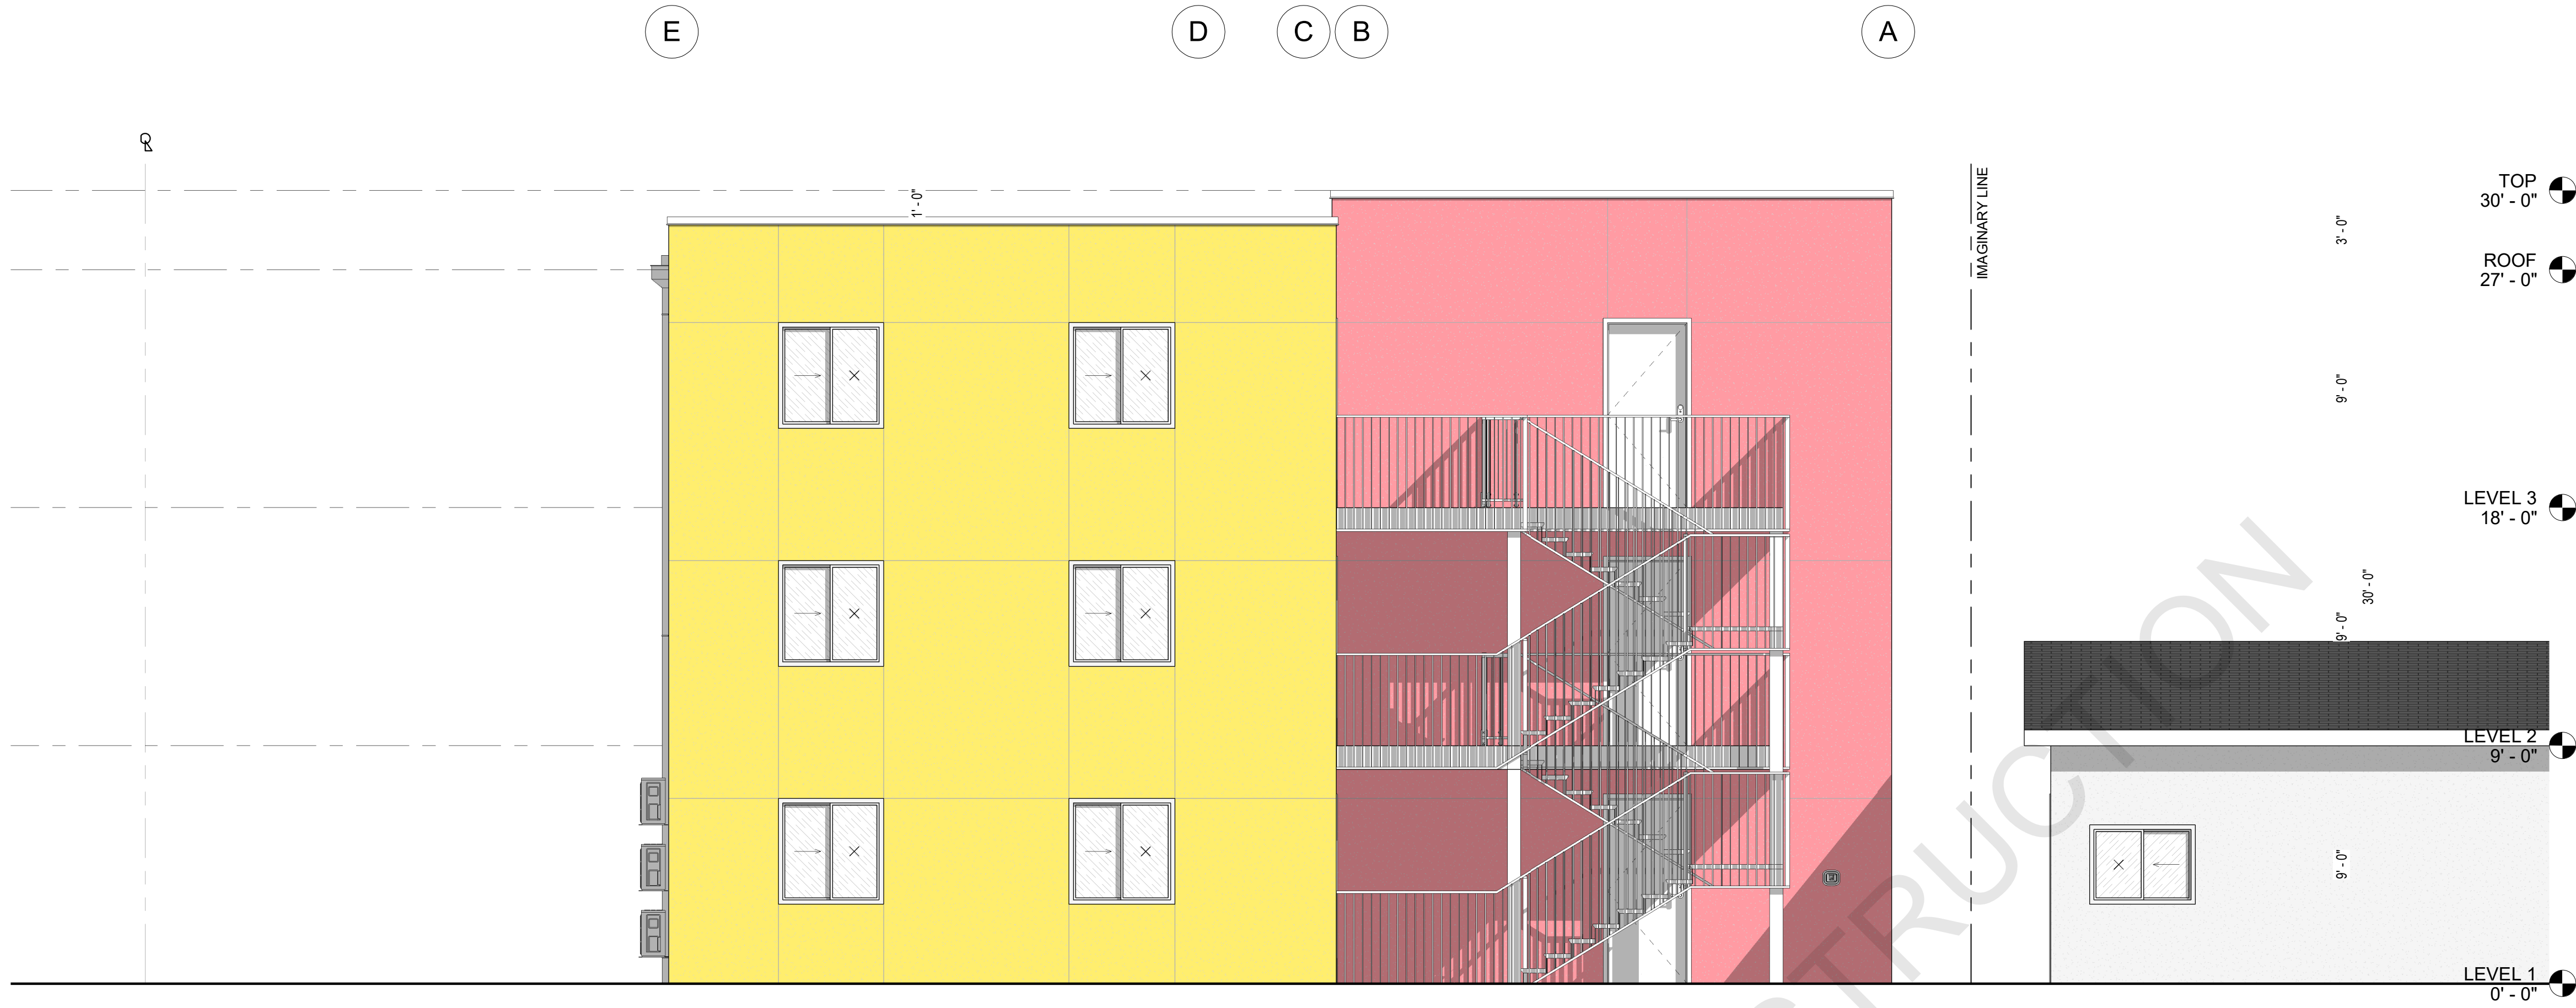 E
D
C
B
A
1' - 0"
IMAGINARY LINE
TOP
30' - 0"
3' - 0"
ROOF
27' - 0"
9' - 0"
LEVEL 3
18' - 0"
30' - 0"
9' - 0"
LEVEL 2
9' - 0"
9' - 0"
LEVEL 1
0' - 0"
STRUCTION